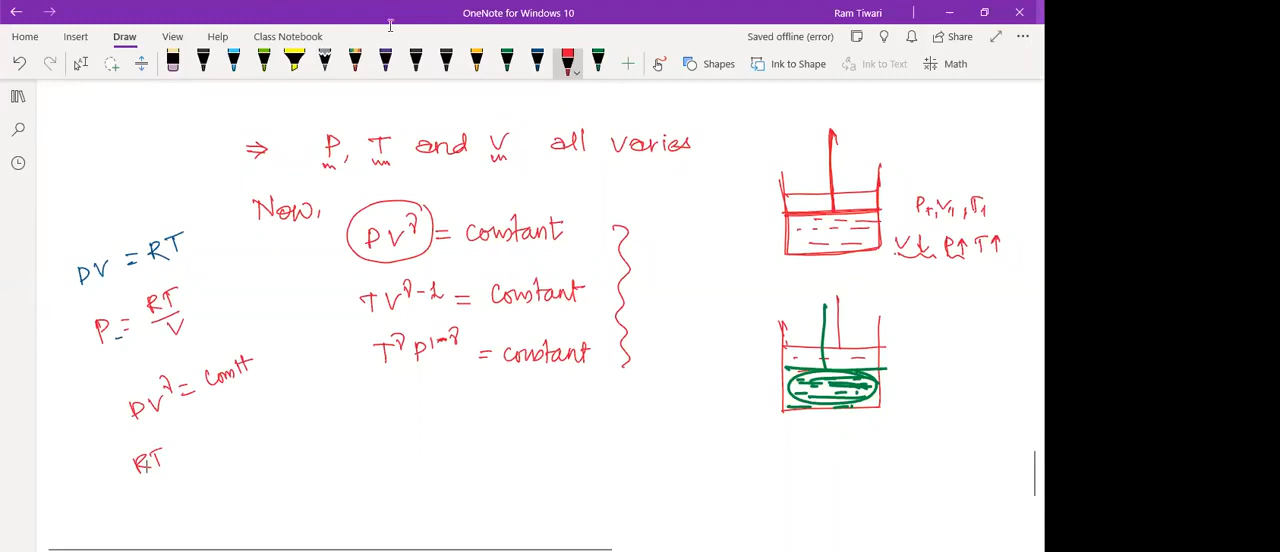 OneNote for Windows 10
Ram Tiwari
Home Insert Draw View Help Class Notebook
Saved offline (error)
Share
Shapes
Ink to Shape
Ink to Text
Math
⇒ P, T and V all varies
Now,
PV^γ = constant
TV^γ-1 = constant
T^γ P^1-γ = constant
PV = RT
P = RT/V
PV^γ = constt
RT
P1, V1, T1
V↓ P↑ T↑